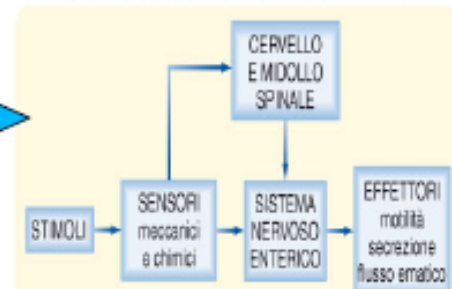 CERVELLO
E MIDOLLO
SPINALE
STIMOLI
SENSORI
meccanici
e chimici
SISTEMA
NERVOSO
ENTERICO
EFFETTORI
motilità
secrezione
flusso ematico